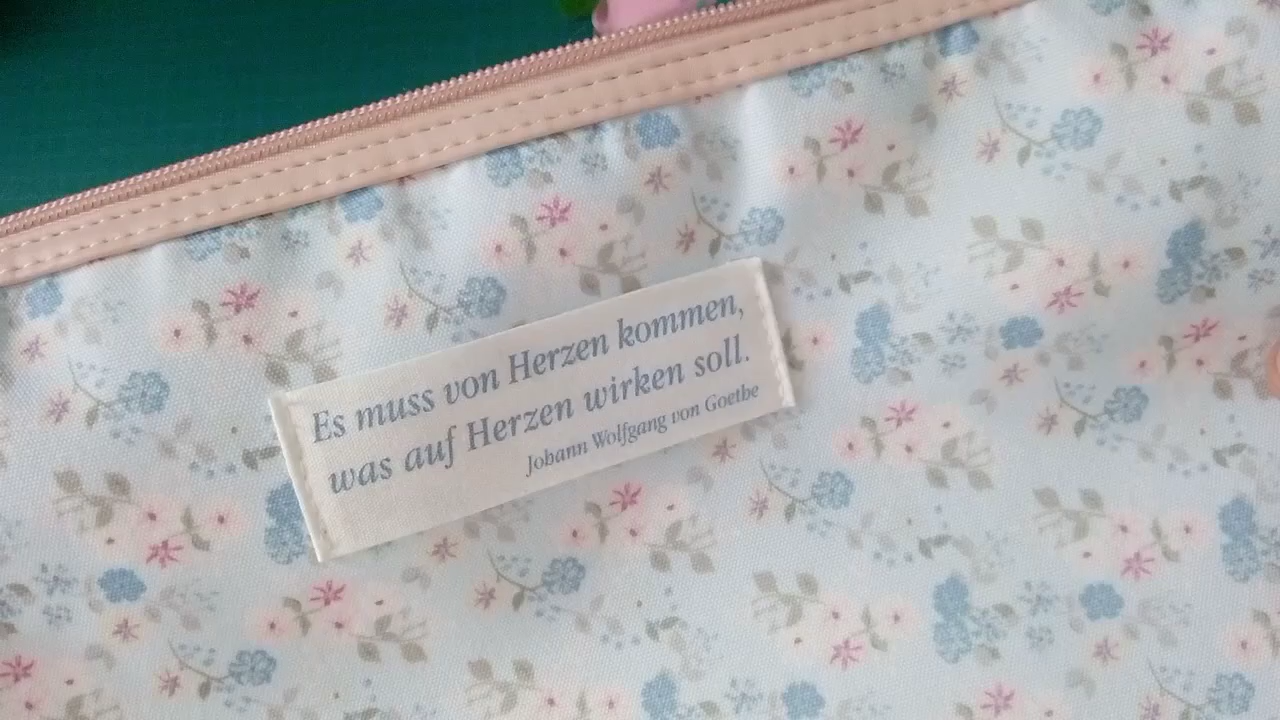 Es muss von Herzen kommen,
was auf Herzen wirken soll.
Johann Wolfgang von Goethe